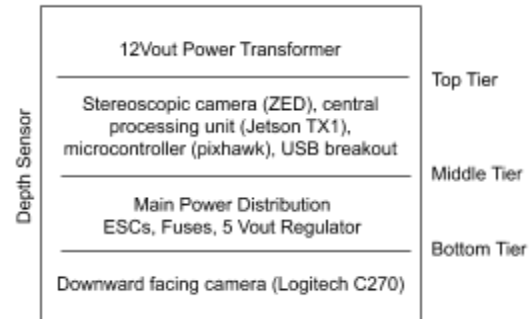 12Vout Power Transformer
Top Tier
Stereoscopic camera (ZED), central
processing unit (Jetson TX1),
microcontroller (pixhawk), USB breakout
Depth Sensor
Middle Tier
Main Power Distribution
ESCs, Fuses, 5 Vout Regulator
Bottom Tier
Downward facing camera (Logitech C270)